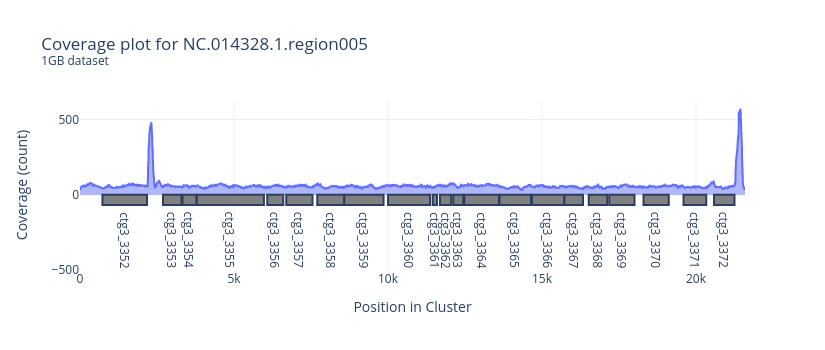 Coverage plot for NC.014328.1.region005
1GB dataset
Coverage (count)
500
0
−500
ctg3_3352
ctg3_3353
ctg3_3354
ctg3_3355
ctg3_3356
ctg3_3357
ctg3_3358
ctg3_3359
ctg3_3360
ctg3_3361
ctg3_3362
ctg3_3363
ctg3_3364
ctg3_3365
ctg3_3366
ctg3_3367
ctg3_3368
ctg3_3369
ctg3_3370
ctg3_3371
ctg3_3372
0
5k
10k
15k
20k
Position in Cluster